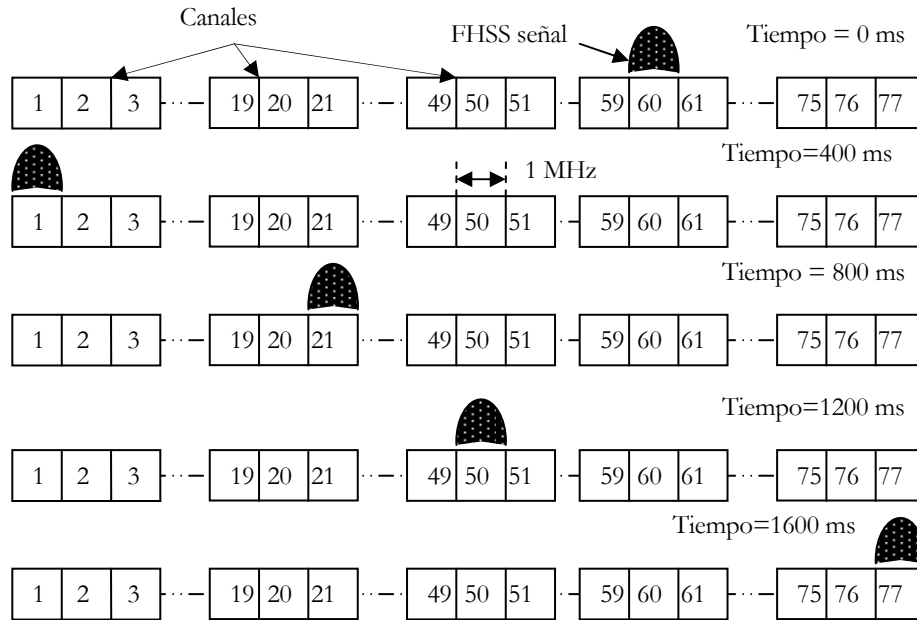 Canales
FHSS señal
Tiempo = 0 ms
1 2 3 19 20 21 49 50 51 59 60 61 75 76 77
Tiempo=400 ms
1 MHz
1 2 3 19 20 21 49 50 51 59 60 61 75 76 77
Tiempo = 800 ms
1 2 3 19 20 21 49 50 51 59 60 61 75 76 77
Tiempo=1200 ms
1 2 3 19 20 21 49 50 51 59 60 61 75 76 77
Tiempo=1600 ms
1 2 3 19 20 21 49 50 51 59 60 61 75 76 77